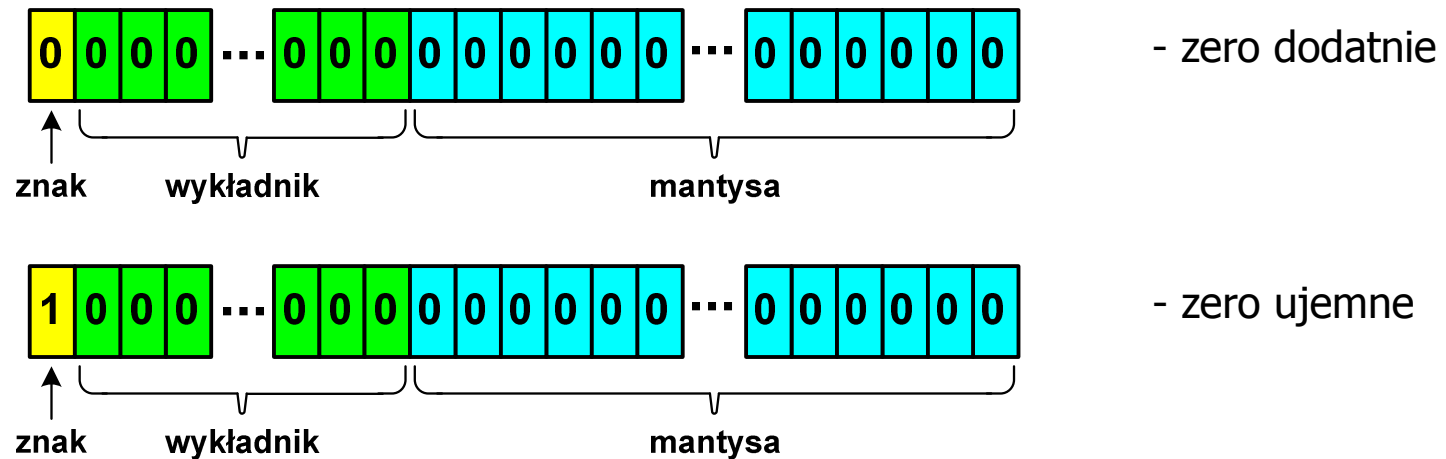 0 0 0 0 ... 0 0 0 0 0 0 0 0 0 ... 0 0 0 0 0 0 - zero dodatnie
znak wykładnik mantysa
1 0 0 0 ... 0 0 0 0 0 0 0 0 0 ... 0 0 0 0 0 0 - zero ujemne
znak wykładnik mantysa